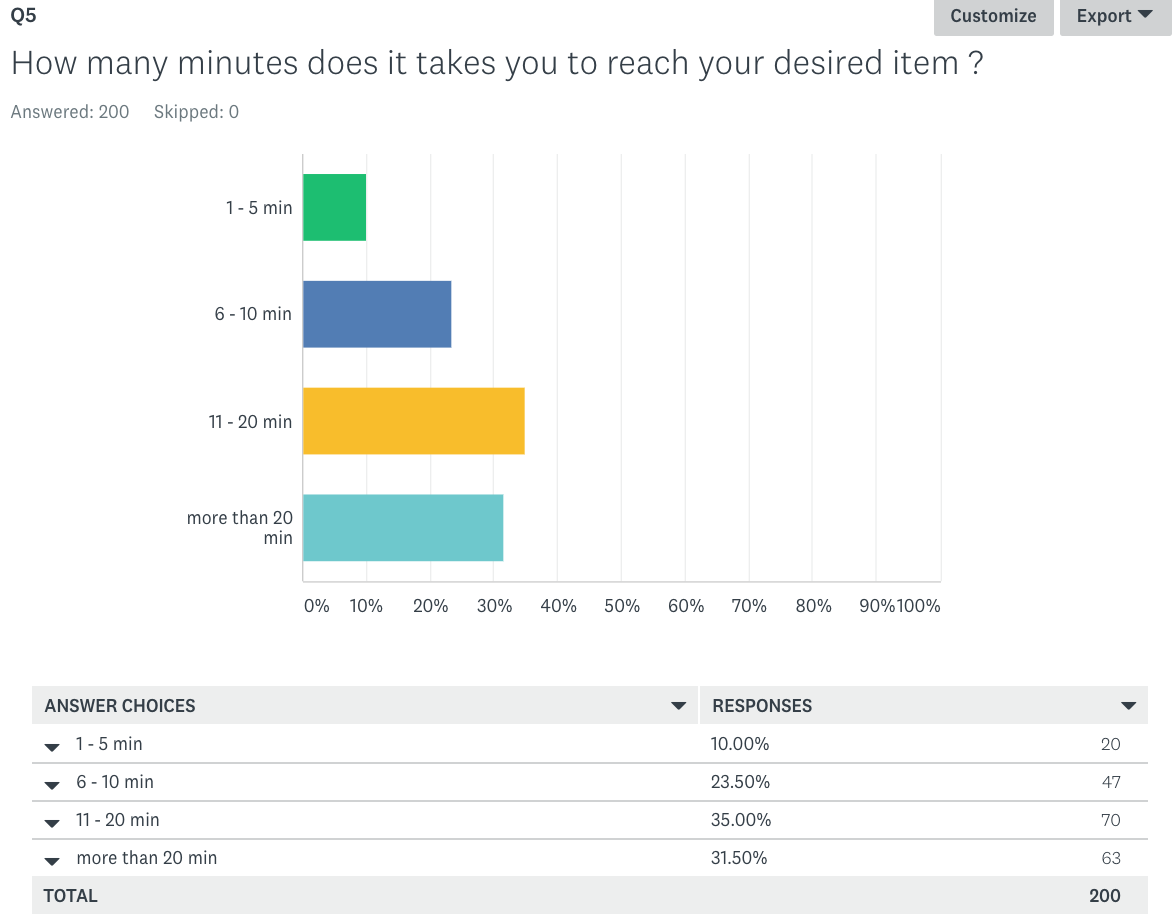 Q5
Customize
Export
How many minutes does it takes you to reach your desired item ?
Answered: 200 Skipped: 0
1 - 5 min
6 - 10 min
11 - 20 min
more than 20
min
0% 10% 20% 30% 40% 50% 60% 70% 80% 90% 100%
ANSWER CHOICES RESPONSES
1 - 5 min 10.00% 20
6 - 10 min 23.50% 47
11 - 20 min 35.00% 70
more than 20 min 31.50% 63
TOTAL 200